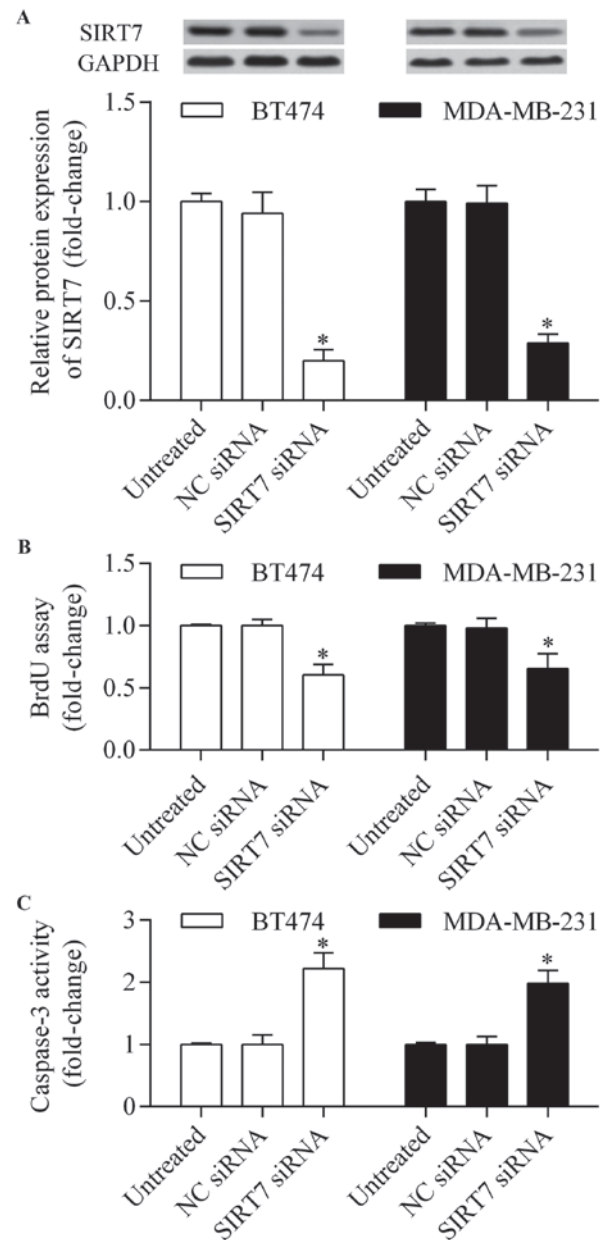 A
SIRT7
GAPDH
1.5
BT474
MDA-MB-231
1.0
0.5
0.0
Relative protein expression
of SIRT7 (fold-change)
*
*
Untreated
NC siRNA
SIRT7 siRNA
Untreated
NC siRNA
SIRT7 siRNA
B
1.5
BT474
MDA-MB-231
1.0
0.5
0.0
BrdU assay
(fold-change)
*
*
Untreated
NC siRNA
SIRT7 siRNA
Untreated
NC siRNA
SIRT7 siRNA
C
3
BT474
MDA-MB-231
2
1
0
Caspase-3 activity
(fold-change)
*
*
Untreated
NC siRNA
SIRT7 siRNA
Untreated
NC siRNA
SIRT7 siRNA